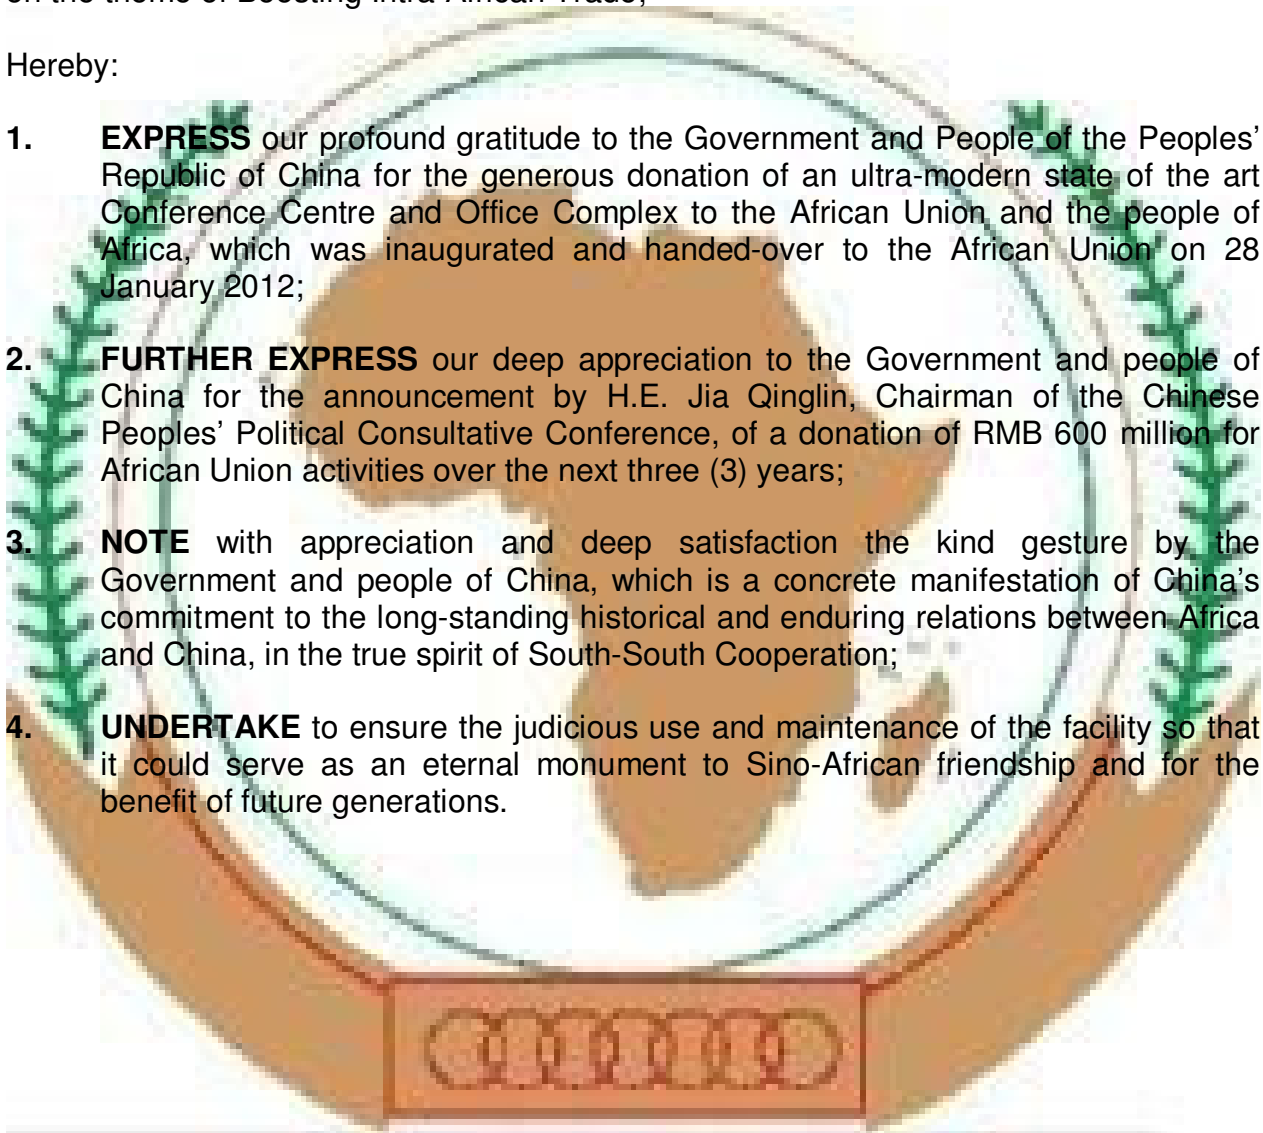 on the theme of Boosting Intra-African Trade;
Hereby:
1. EXPRESS our profound gratitude to the Government and People of the Peoples’
Republic of China for the generous donation of an ultra-modern state of the art
Conference Centre and Office Complex to the African Union and the people of
Africa, which was inaugurated and handed-over to the African Union on 28
January 2012;
2. FURTHER EXPRESS our deep appreciation to the Government and people of
China for the announcement by H.E. Jia Qinglin, Chairman of the Chinese
Peoples’ Political Consultative Conference, of a donation of RMB 600 million for
African Union activities over the next three (3) years;
3. NOTE with appreciation and deep satisfaction the kind gesture by the
Government and people of China, which is a concrete manifestation of China’s
commitment to the long-standing historical and enduring relations between Africa
and China, in the true spirit of South-South Cooperation;
4. UNDERTAKE to ensure the judicious use and maintenance of the facility so that
it could serve as an eternal monument to Sino-African friendship and for the
benefit of future generations.